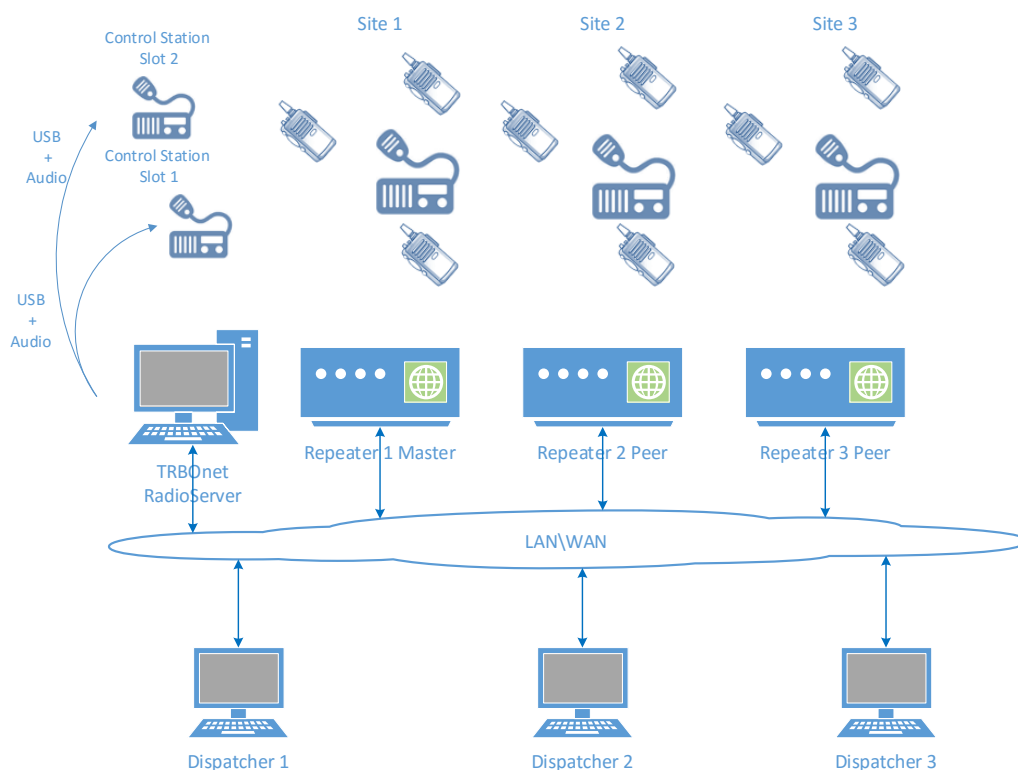 Site 1
Site 2
Site 3
Control Station
Slot 2
USB
+
Audio
Control Station
Slot 1
USB
+
Audio
TRBOnet
RadioServer
Repeater 1 Master
Repeater 2 Peer
Repeater 3 Peer
LAN\WAN
Dispatcher 1
Dispatcher 2
Dispatcher 3